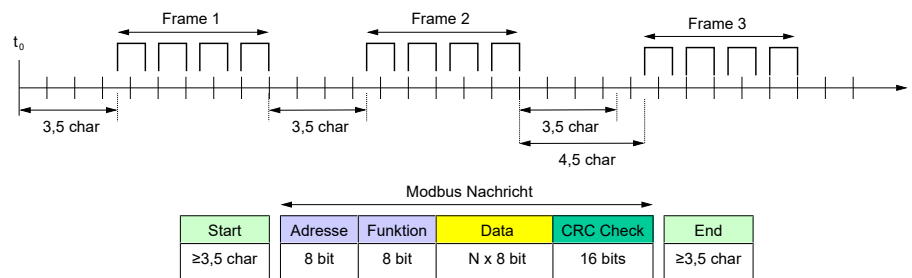 Frame 1
Frame 2
Frame 3
t0
3,5 char
3,5 char
3,5 char
4,5 char
Modbus Nachricht
Start Adresse Funktion Data CRC Check End
≥3,5 char 8 bit 8 bit N x 8 bit 16 bits ≥3,5 char